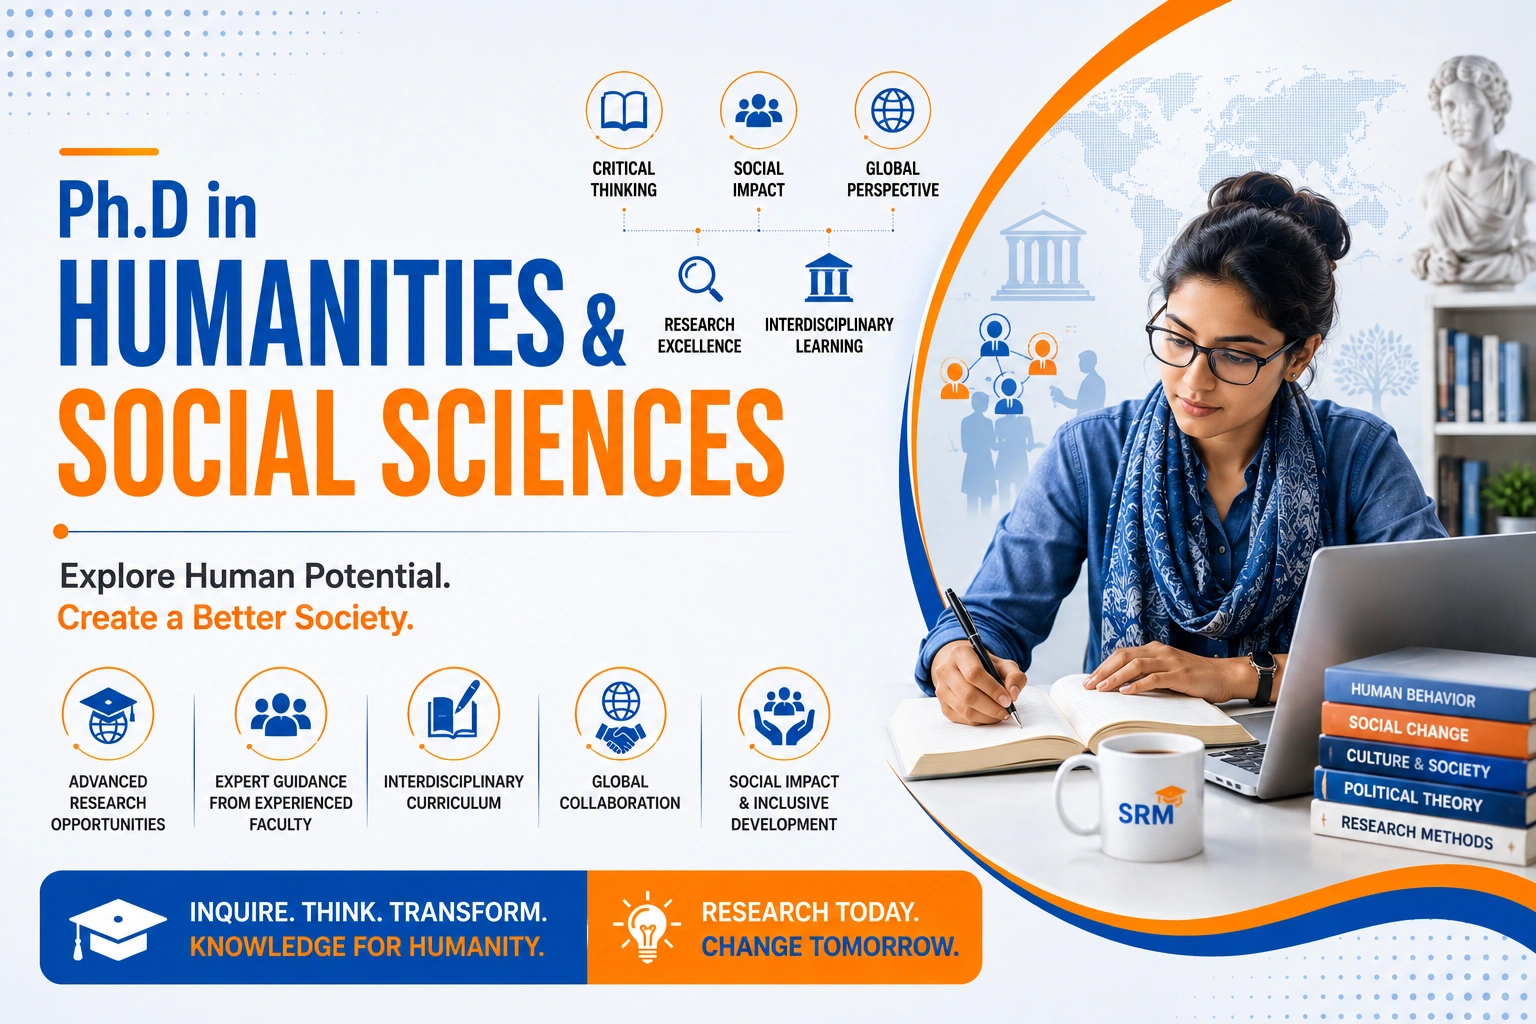 Ph.D in
HUMANITIES &
SOCIAL SCIENCES
CRITICAL
THINKING
SOCIAL
IMPACT
GLOBAL
PERSPECTIVE
RESEARCH
EXCELLENCE
INTERDISCIPLINARY
LEARNING
Explore Human Potential.
Create a Better Society.
ADVANCED
RESEARCH
OPPORTUNITIES
EXPERT GUIDANCE
FROM EXPERIENCED
FACULTY
INTERDISCIPLINARY
CURRICULUM
GLOBAL
COLLABORATION
SOCIAL IMPACT
& INCLUSIVE
DEVELOPMENT
INQUIRE. THINK. TRANSFORM.
KNOWLEDGE FOR HUMANITY.
RESEARCH TODAY.
CHANGE TOMORROW.
SRM
HUMAN BEHAVIOR
SOCIAL CHANGE
CULTURE & SOCIETY
POLITICAL THEORY
RESEARCH METHODS